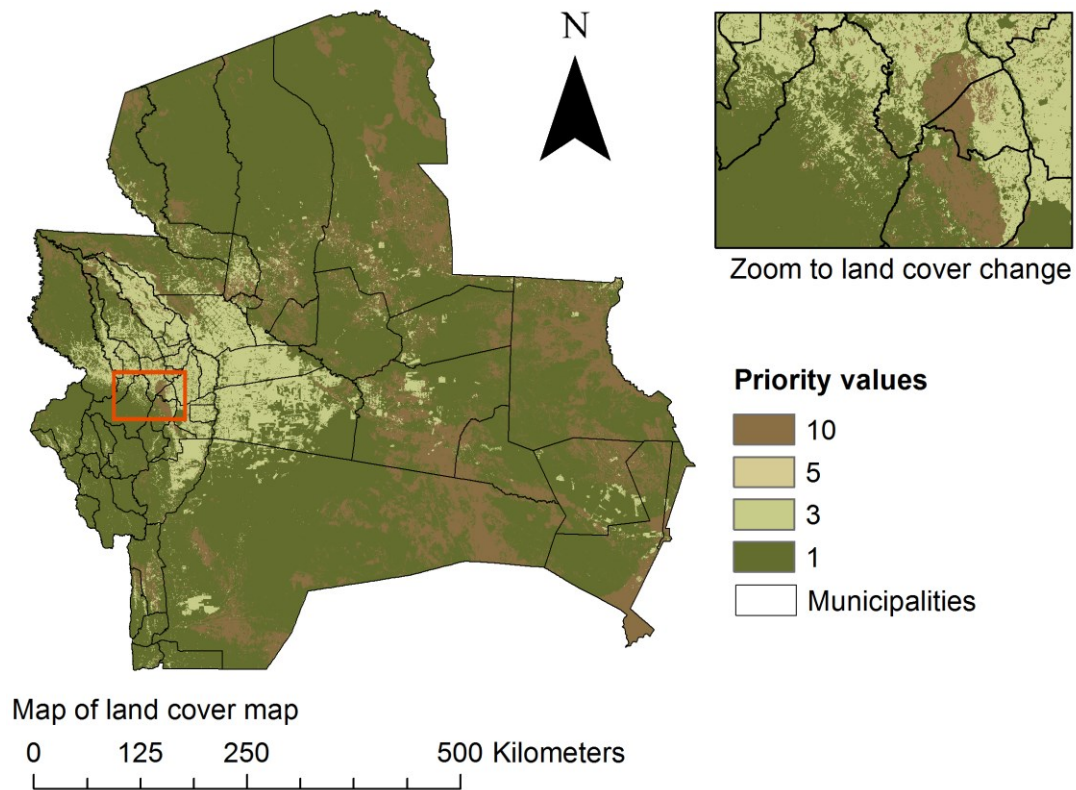 N
Zoom to land cover change
Priority values
10
5
3
1
Municipalities
Map of land cover map
0 125 250 500 Kilometers